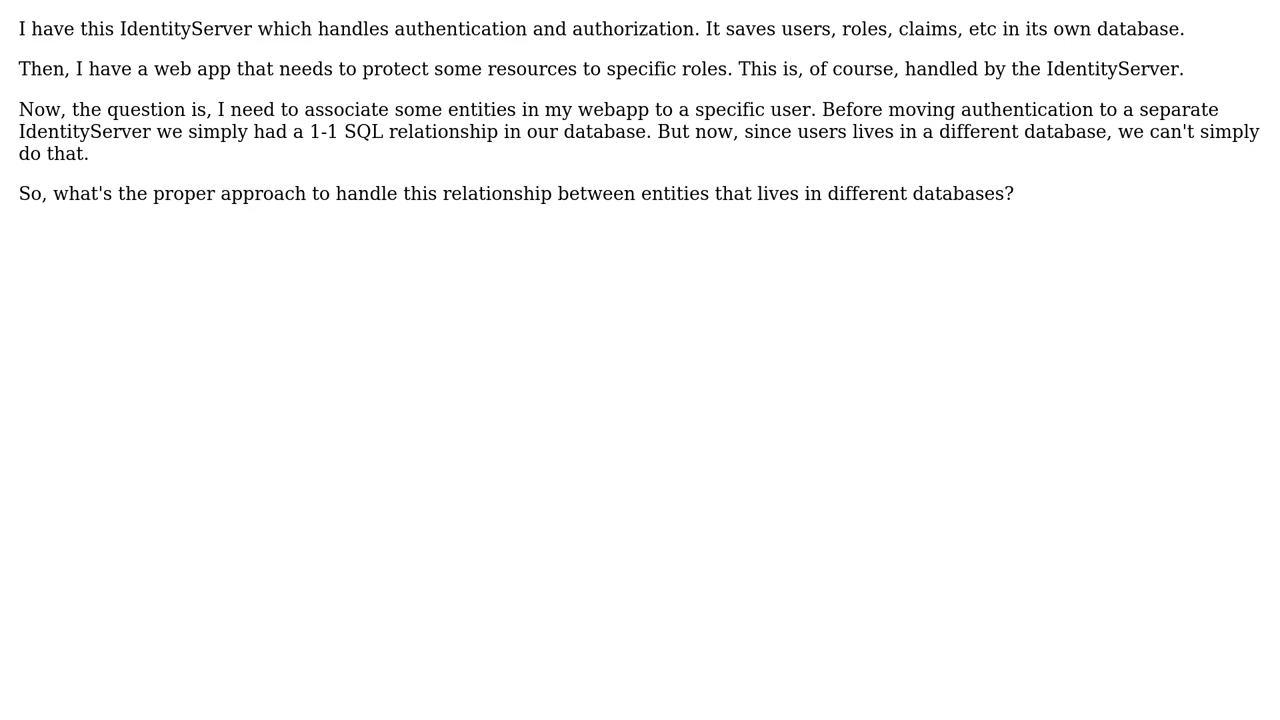 I have this IdentityServer which handles authentication and authorization. It saves users, roles, claims, etc in its own database.
Then, I have a web app that needs to protect some resources to specific roles. This is, of course, handled by the IdentityServer.
Now, the question is, I need to associate some entities in my webapp to a specific user. Before moving authentication to a separate
IdentityServer we simply had a 1-1 SQL relationship in our database. But now, since users lives in a different database, we can't simply
do that.
So, what's the proper approach to handle this relationship between entities that lives in different databases?